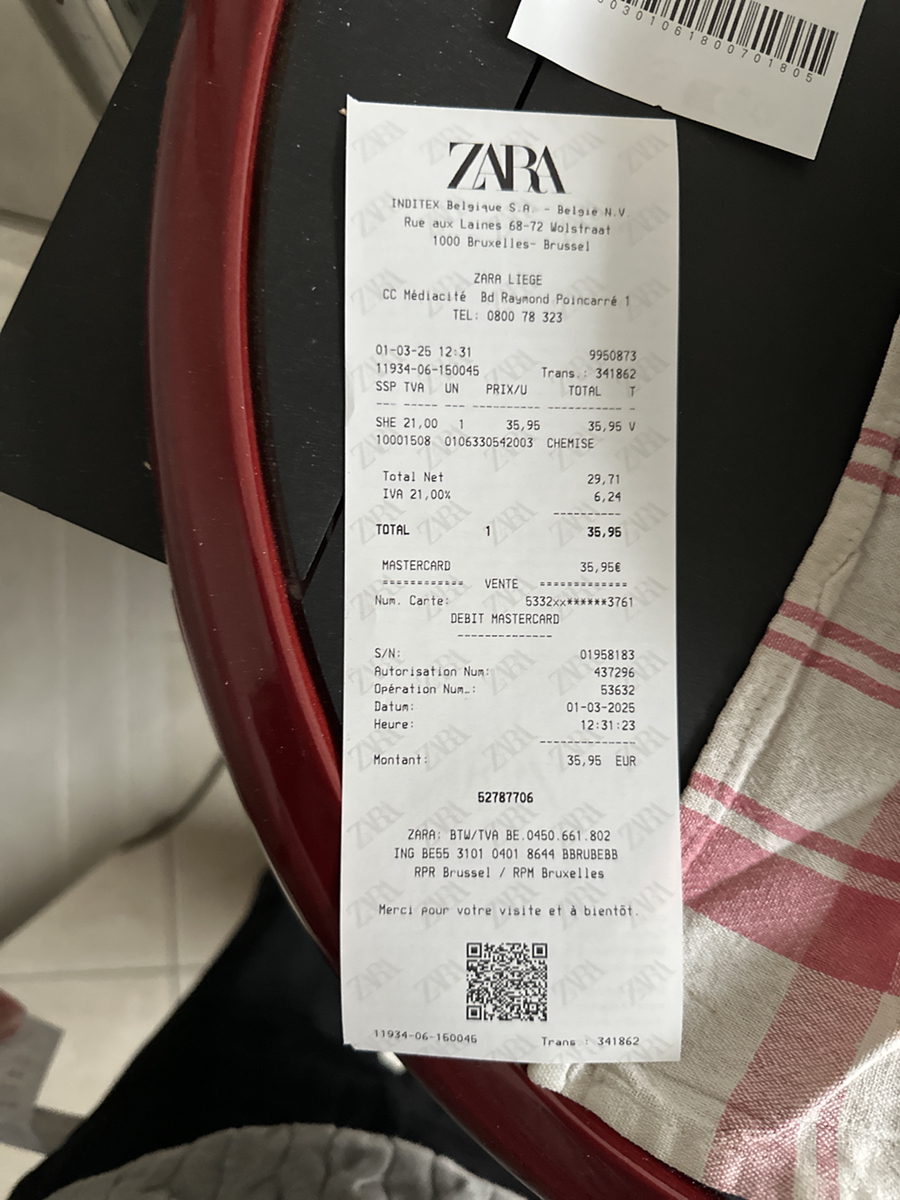 00301061800701805
ZARA
INDITEX Belgique S.A. - Belgie N.V.
Rue aux Laines 68-72 Wolstraat
1000 Bruxelles- Brussel
ZARA LIEGE
CC Médiacité Bd Raymond Poincarré 1
TEL: 0800 78 323
01-03-25 12:31 9950873
11934-06-150045 Trans.: 341862
SSP TVA UN PRIX/U TOTAL T
--- ----- --- ---------- ----------- -
SHE 21,00 1 35,95 35,95 V
10001508 0106330542003 CHEMISE
Total Net 29,71
IVA 21,00% 6,24
----------
TOTAL 1 35,95
MASTERCARD 35,95€
============ VENTE =============
Num. Carte: 5332xx******3761
DEBIT MASTERCARD
--------------
S/N: 01958183
Autorisation Num: 437296
Opération Num.: 53632
Datum: 01-03-2025
Heure: 12:31:23
--------------
Montant: 35,95 EUR
52787706
ZARA: BTW/TVA BE.0450.661.802
ING BE55 3101 0401 8644 BBRUBEBB
RPR Brussel / RPM Bruxelles
Merci pour votre visite et à bientôt.
11934-06-150045 Trans.: 341862